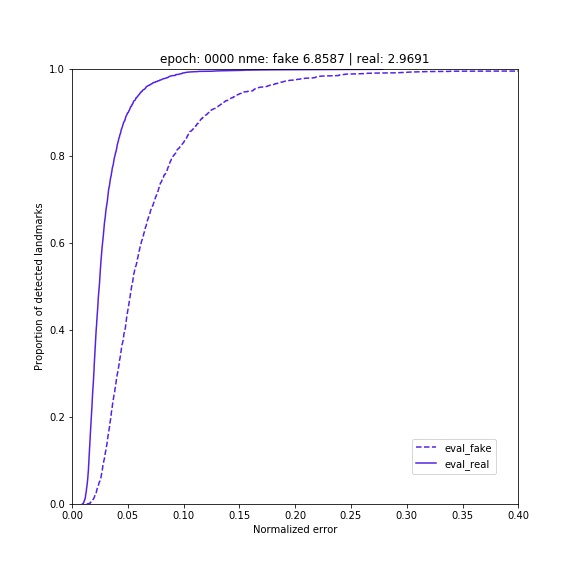 epoch: 0000 nme: fake 6.8587 | real: 2.9691
1.0
0.8
0.6
0.4
0.2
0.0
Proportion of detected landmarks
eval_fake
eval_real
0.00 0.05 0.10 0.15 0.20 0.25 0.30 0.35 0.40
Normalized error